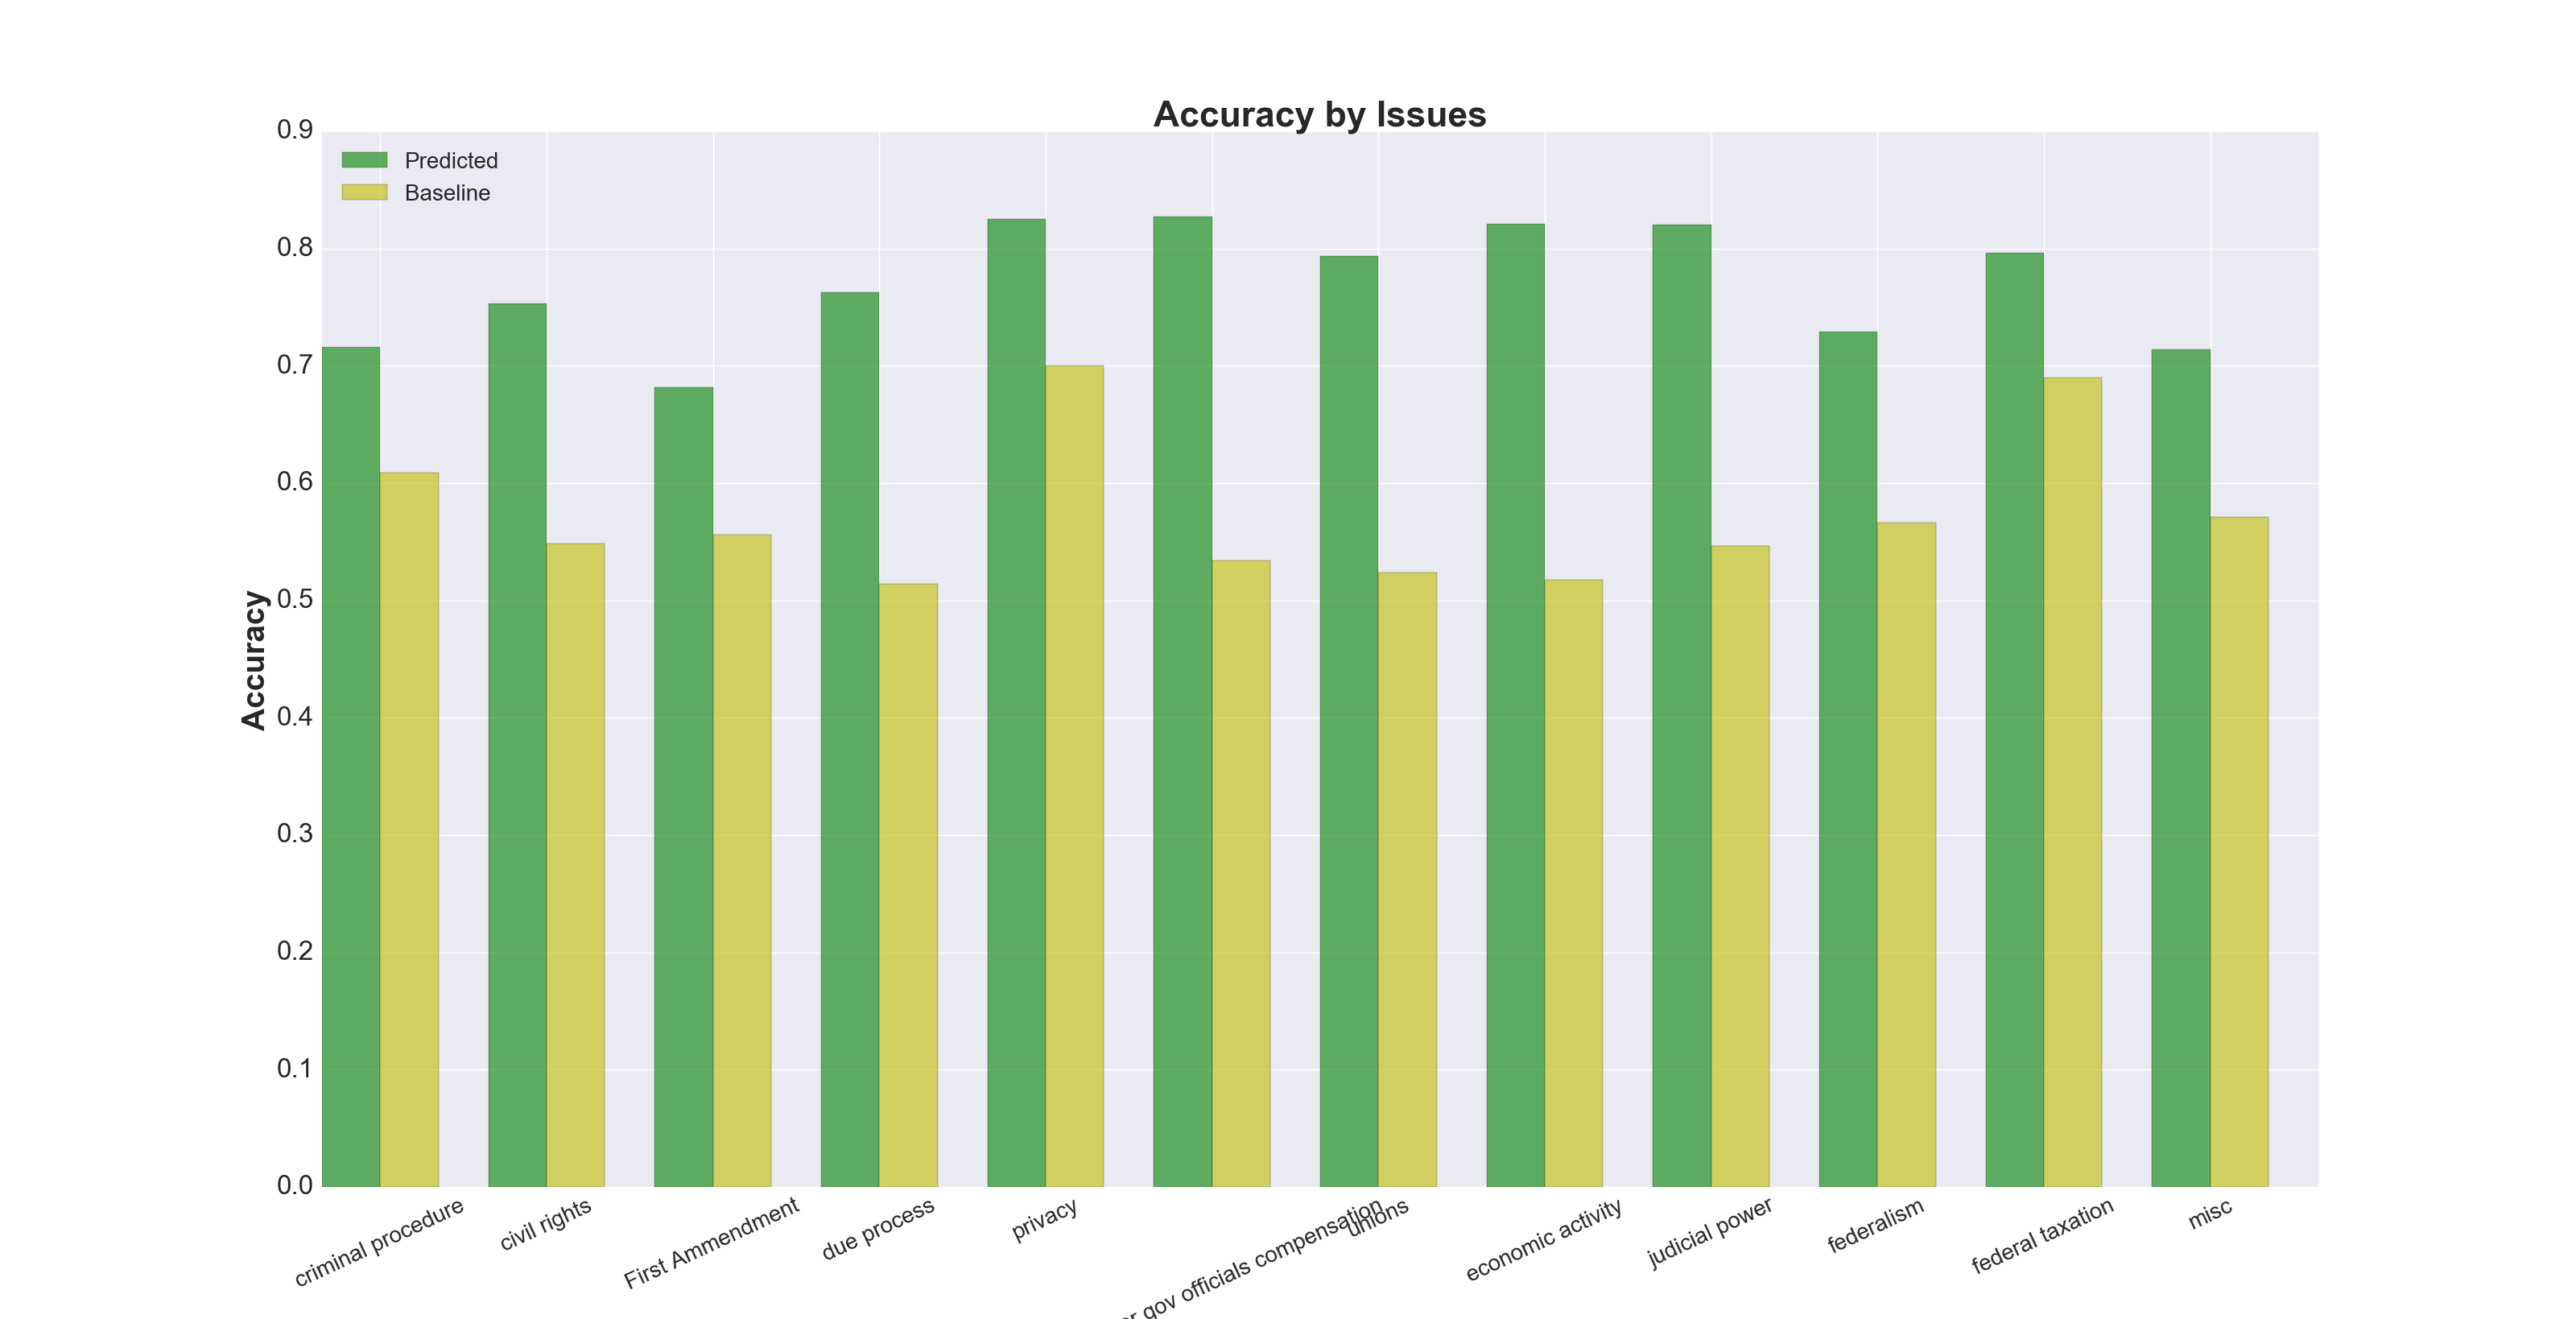 Accuracy by Issues
0.9
0.8
0.7
0.6
0.5
0.4
0.3
0.2
0.1
0.0
Accuracy
Predicted
Baseline
criminal procedure
civil rights
First Ammendment
due process
privacy
gov officials compensation
unions
economic activity
judicial power
federalism
federal taxation
misc